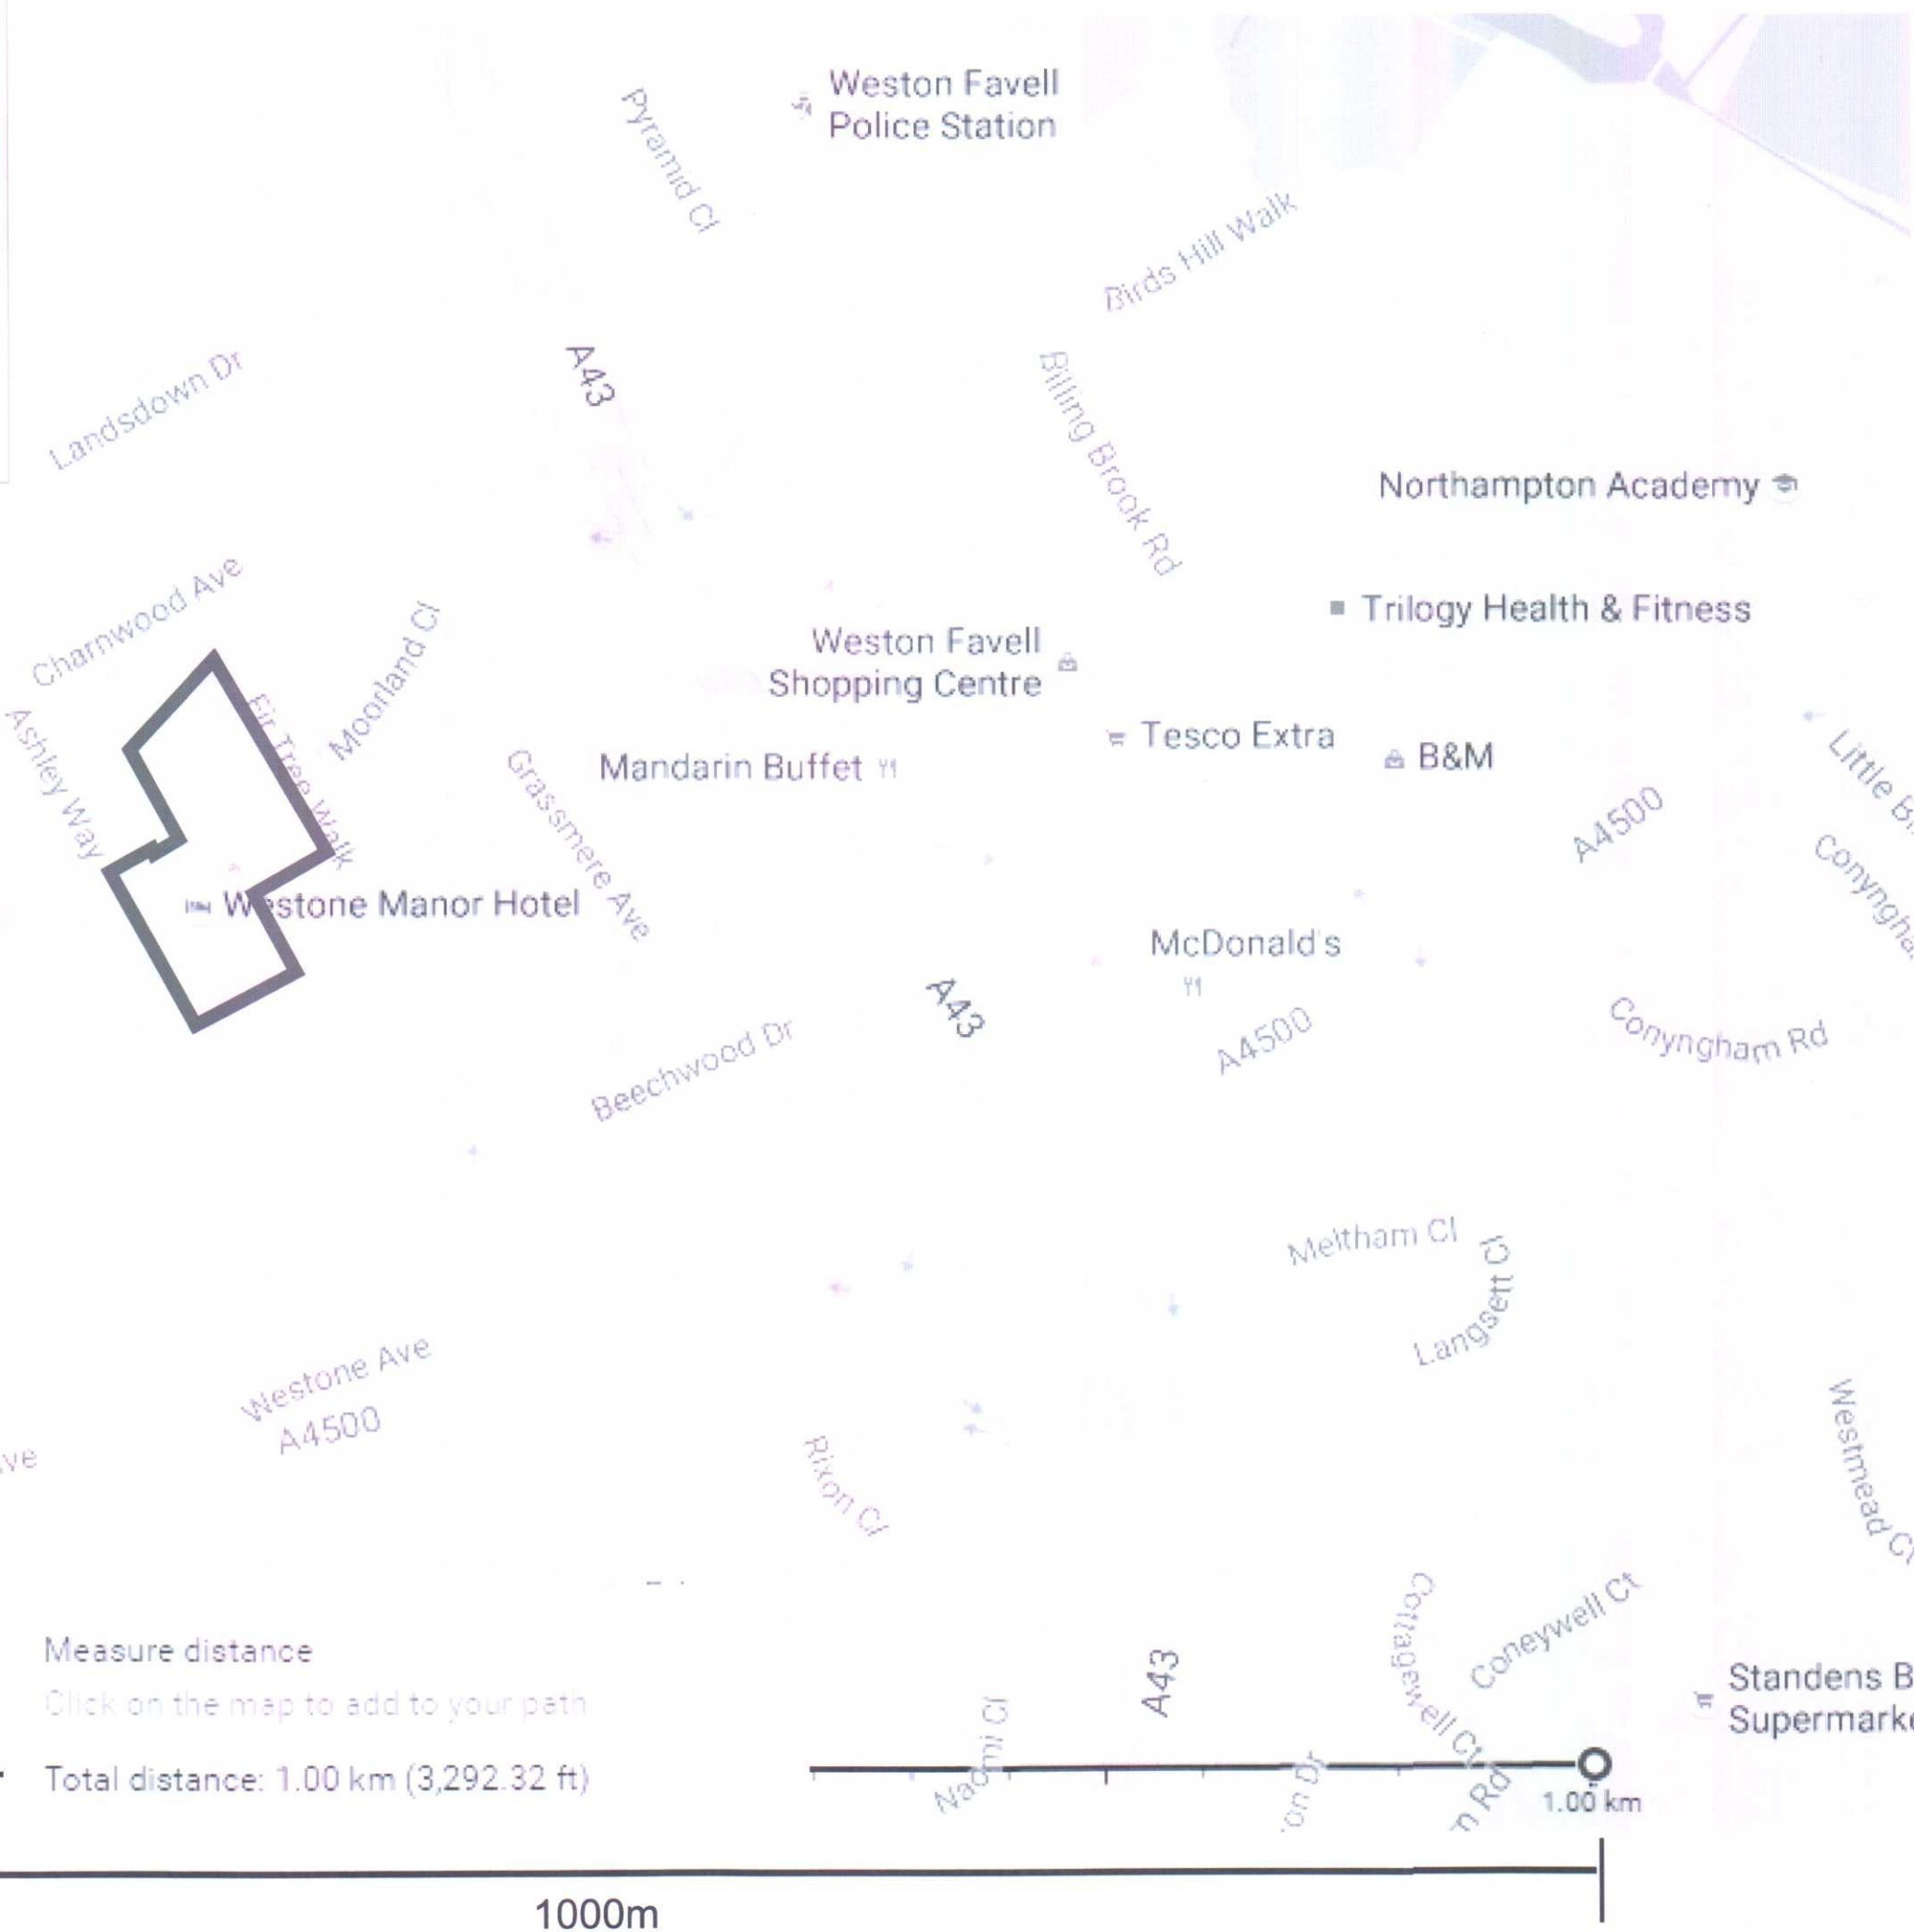 Weston Favell
Police Station
Pyramid Cl
Birds Hill Walk
Landsdown Dr
A43
Billing Brook Rd
Northampton Academy
Charnwood Ave
Moorland Cl
Trilogy Health & Fitness
Weston Favell
Shopping Centre
Ashley Way
Fir Tree Walk
Grassmere Ave
Mandarin Buffet
Tesco Extra
B&M
Little
A4500
Westone Manor Hotel
McDonald's
A43
A4500
Conyngham Rd
Beechwood Dr
Meltham Cl
Langsett Cl
Westone Ave
A4500
Rixon Cl
Westmead
Cottagewell Ct
Coneywell Ct
Measure distance
Click on the map to add to your path
Total distance: 1.00 km (3,292.32 ft)
Naomi Cl
A43
on Dr
n Rd
Standens B
Supermark
1.00 km
1000m